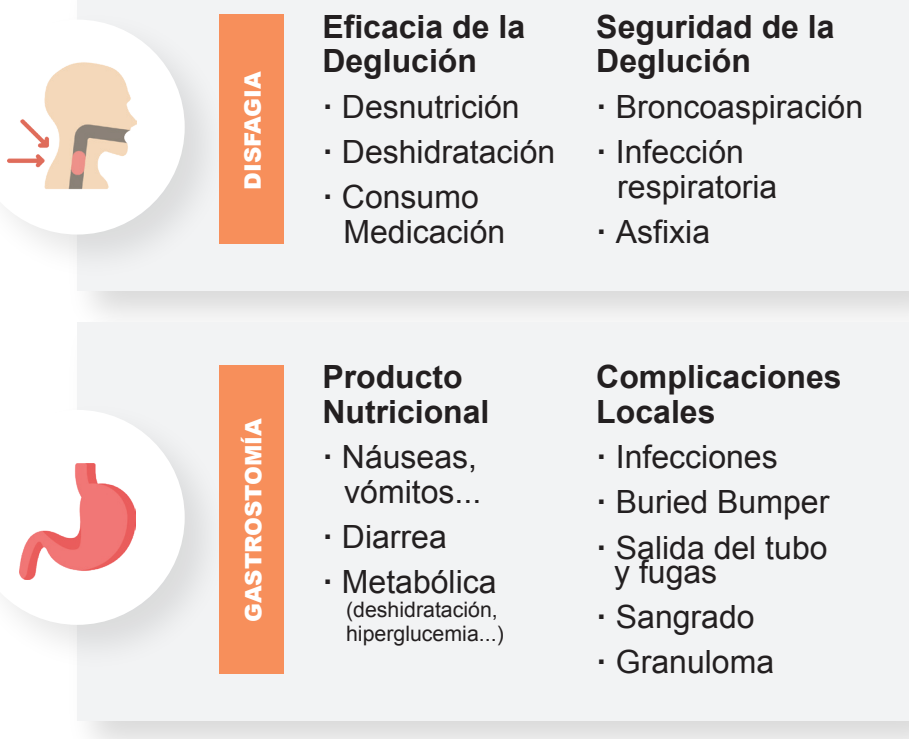 DISFAGIA
Eficacia de la
Deglución
· Desnutrición
· Deshidratación
· Consumo
Medicación
Seguridad de la
Deglución
· Broncoaspiración
· Infección
respiratoria
· Asfixia
GASTROSTOMÍA
Producto
Nutricional
· Náuseas,
vómitos...
· Diarrea
· Metabólica
(deshidratación,
hiperglucemia...)
Complicaciones
Locales
· Infecciones
· Buried Bumper
· Salida del tubo
y fugas
· Sangrado
· Granuloma